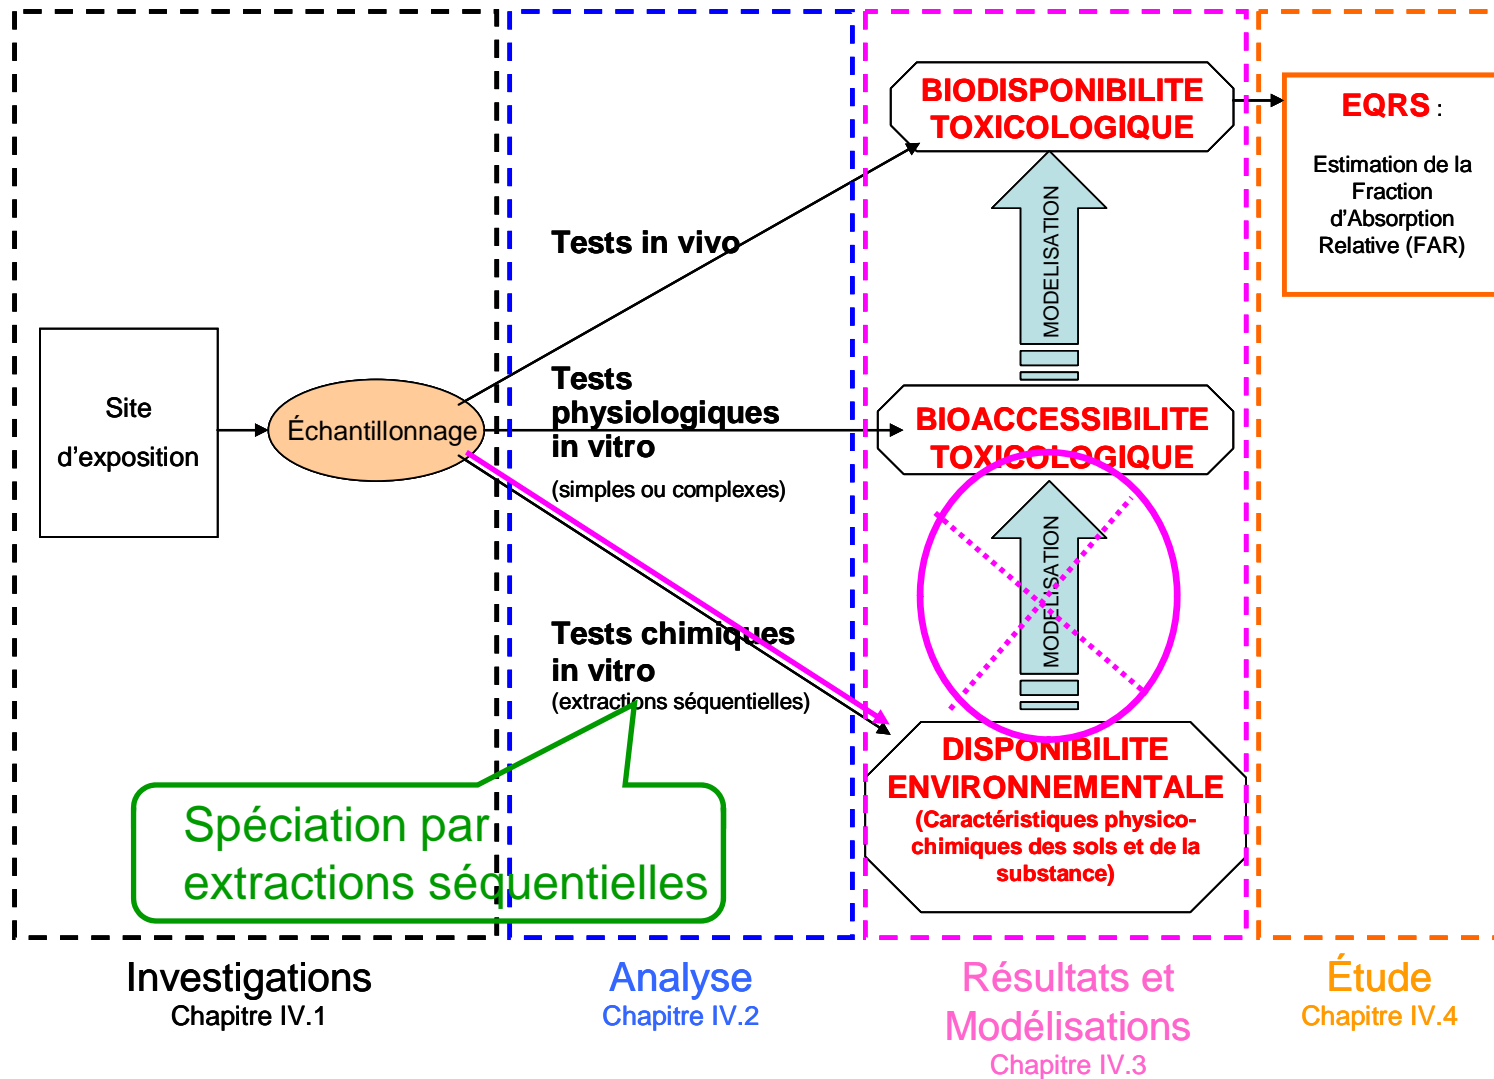 BIODISPONIBILITE
TOXICOLOGIQUE
EQRS :
Estimation de la
Fraction
d'Absorption
Relative (FAR)
MODELISATION
Tests in vivo
Site
d'exposition
Échantillonnage
Tests
physiologiques
in vitro
(simples ou complexes)
BIOACCESSIBILITE
TOXICOLOGIQUE
MODELISATION
Tests chimiques
in vitro
(extractions séquentielles)
DISPONIBILITE
ENVIRONNEMENTALE
(Caractéristiques physico-
chimiques des sols et de la
substance)
Spéciation par
extractions séquentielles
Investigations
Chapitre IV.1
Analyse
Chapitre IV.2
Résultats et
Modélisations
Chapitre IV.3
Étude
Chapitre IV.4